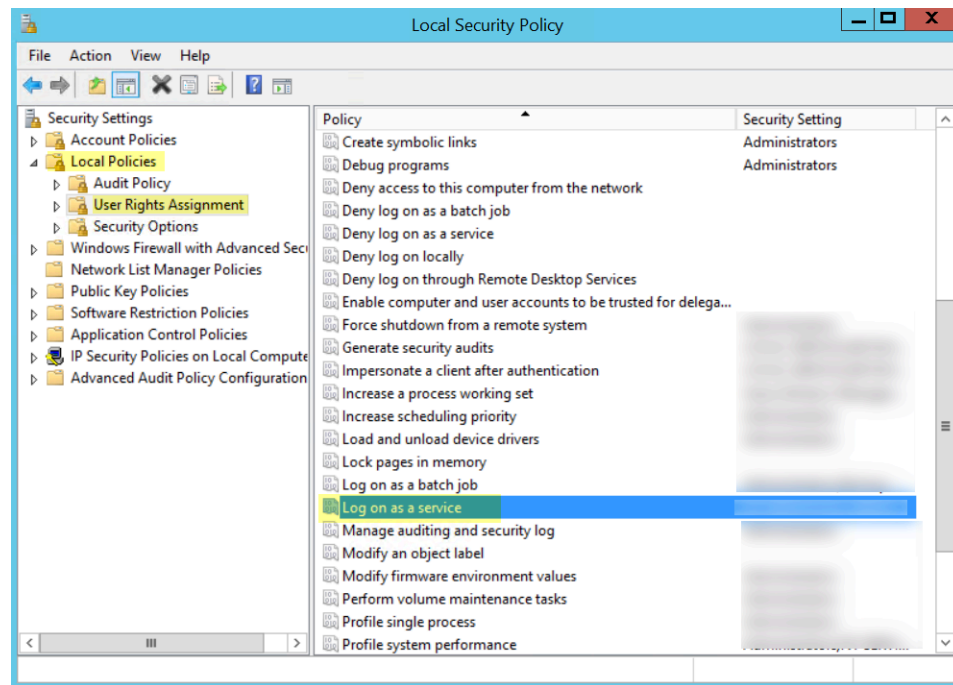 Local Security Policy
File Action View Help
Security Settings
Account Policies
Local Policies
Audit Policy
User Rights Assignment
Security Options
Windows Firewall with Advanced Secu
Network List Manager Policies
Public Key Policies
Software Restriction Policies
Application Control Policies
IP Security Policies on Local Compute
Advanced Audit Policy Configuration
Policy Security Setting
Create symbolic links Administrators
Debug programs Administrators
Deny access to this computer from the network
Deny log on as a batch job
Deny log on as a service
Deny log on locally
Deny log on through Remote Desktop Services
Enable computer and user accounts to be trusted for delega...
Force shutdown from a remote system
Generate security audits
Impersonate a client after authentication
Increase a process working set
Increase scheduling priority
Load and unload device drivers
Lock pages in memory
Log on as a batch job
Log on as a service
Manage auditing and security log
Modify an object label
Modify firmware environment values
Perform volume maintenance tasks
Profile single process
Profile system performance